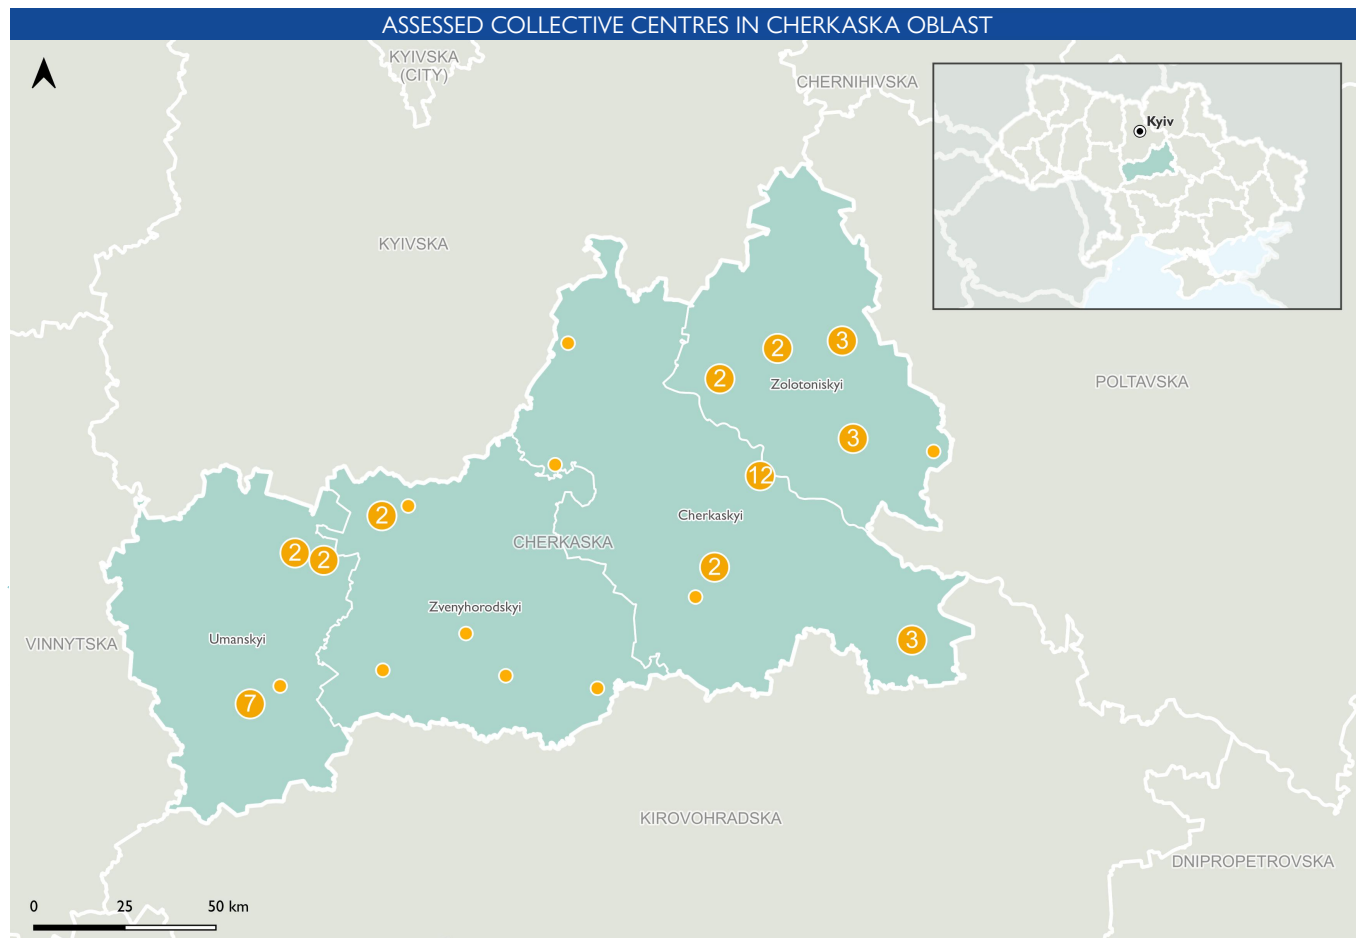 ASSESSED COLLECTIVE CENTRES IN CHERKASKA OBLAST
KYIVSKA
(CITY)
CHERNIHIVSKA
Kyiv
KYIVSKA
2
3
2
Zolotoniskyi
POLTAVSKA
3
12
2
Cherkaskyi
CHERKASKA
2
2
2
Zvenyhorodskyi
Umanskyi
VINNYTSKA
3
7
KIROVOHRADSKA
DNIPROPETROVSKA
0 25 50 km